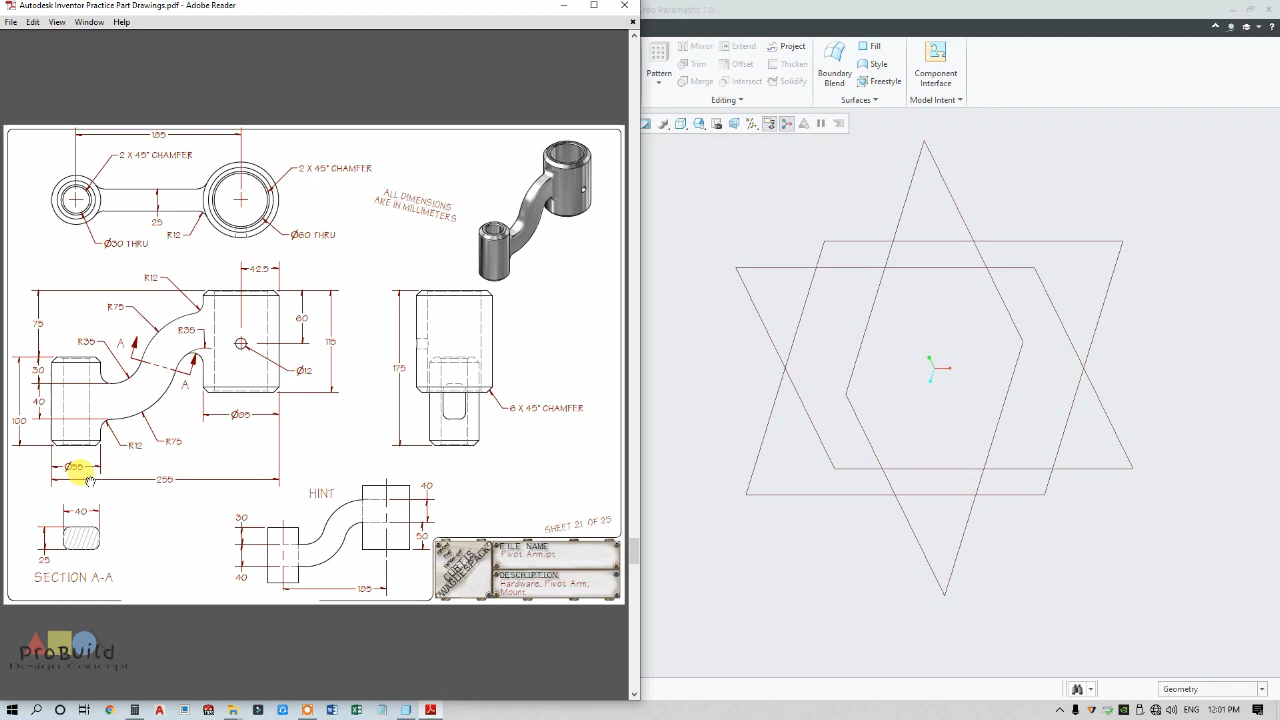 Autodesk Inventor Practice Part Drawings.pdf - Adobe Reader
File Edit View Window Help
Creo Parametric 7.0
Pattern
Mirror Extend Project
Trim Offset Thicken
Merge Intersect Solidify
Editing
Boundary Blend
Fill
Style
Freestyle
Surfaces
Component Interface
Model Intent
195
2 X 45° CHAMFER
2 X 45° CHAMFER
ALL DIMENSIONS
ARE IN MILLIMETERS
25
R12
Ø30 THRU
Ø60 THRU
42.5
R12
R75
75
R35
R35
60
115
A
A
30
40
100
Ø12
175
Ø95
6 X 45° CHAMFER
R75
R12
Ø55
255
HINT
40
30
50
40
195
40
25
SECTION A-A
SHEET 21 OF 25
FILE NAME
Pivot Arm.ipt
DESCRIPTION
Hardware, Pivot Arm,
Mount
ProBuild
Design Concept
Geometry
ENG 12:01 PM